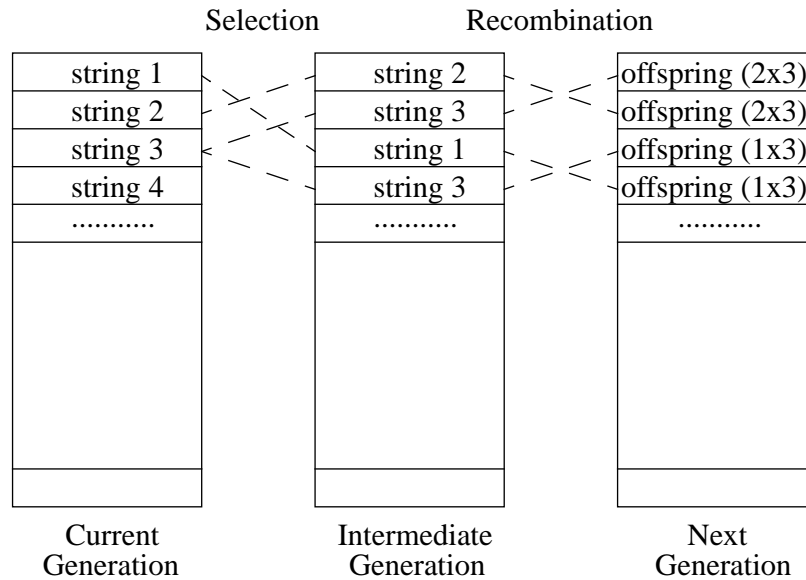 Selection Recombination
string 1 string 2 offspring (2x3)
string 2 string 3 offspring (2x3)
string 3 string 1 offspring (1x3)
string 4 string 3 offspring (1x3)
........... ........... ...........
Current Intermediate Next
Generation Generation Generation